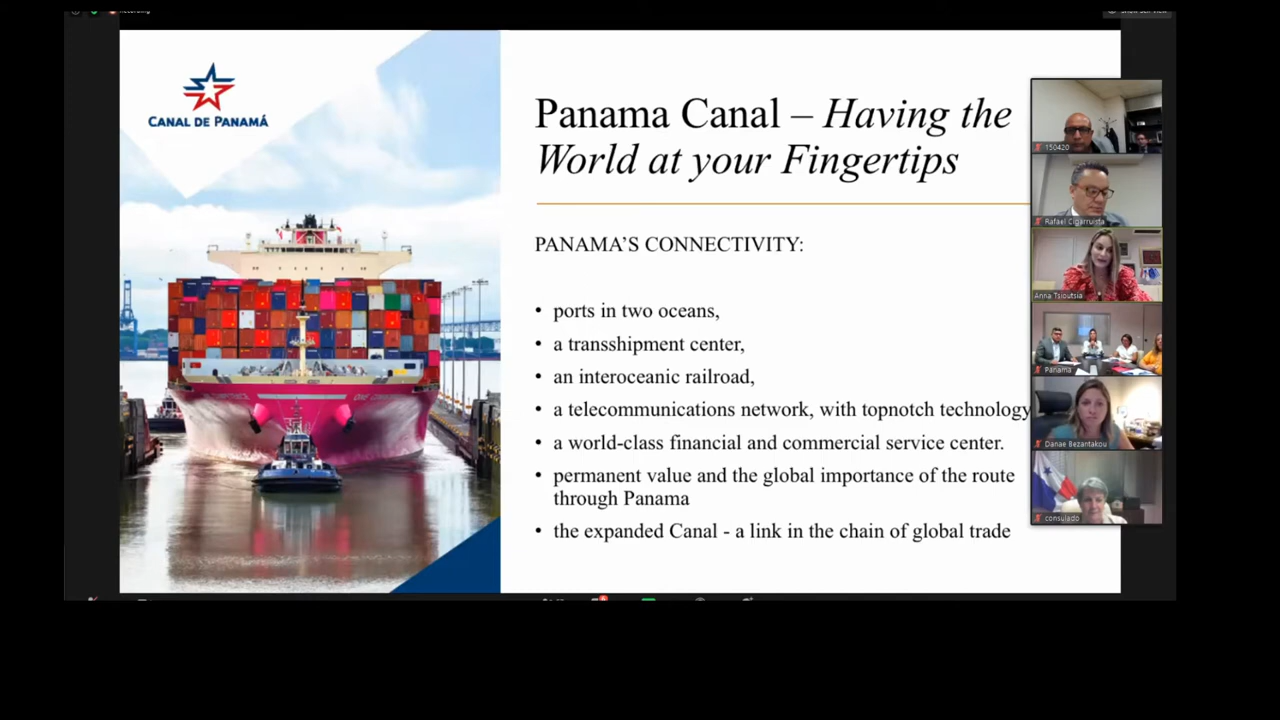 CANAL DE PANAMÁ
Panama Canal – Having the
World at your Fingertips
PANAMA'S CONNECTIVITY:
• ports in two oceans,
• a transshipment center,
• an interoceanic railroad,
• a telecommunications network, with topnotch technology
• a world-class financial and commercial service center.
• permanent value and the global importance of the route
through Panama
• the expanded Canal - a link in the chain of global trade
150420
Rafael Cigarruista
Anna Tsioutsia
Panama
Danae Bezantakou
consulado